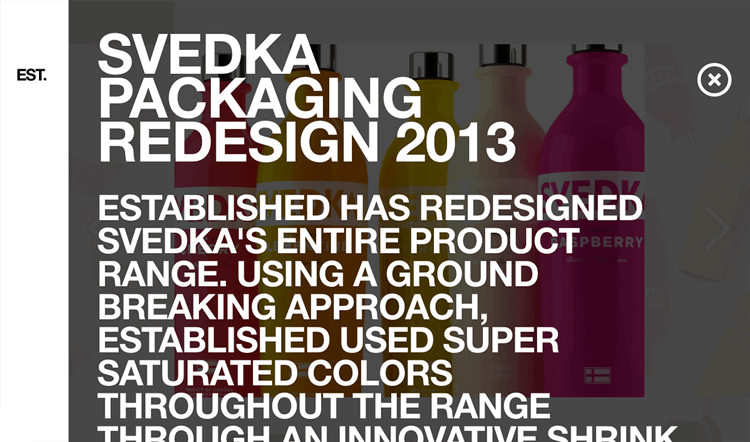 EST.
SVEDKA
PACKAGING
REDESIGN 2013
ESTABLISHED HAS REDESIGNED
SVEDKA'S ENTIRE PRODUCT
RANGE. USING A GROUND
BREAKING APPROACH,
ESTABLISHED USED SUPER
SATURATED COLORS
THROUGHOUT THE RANGE
THROUGH AN INNOVATIVE SHRINK
SVEDKA
RASPBERRY